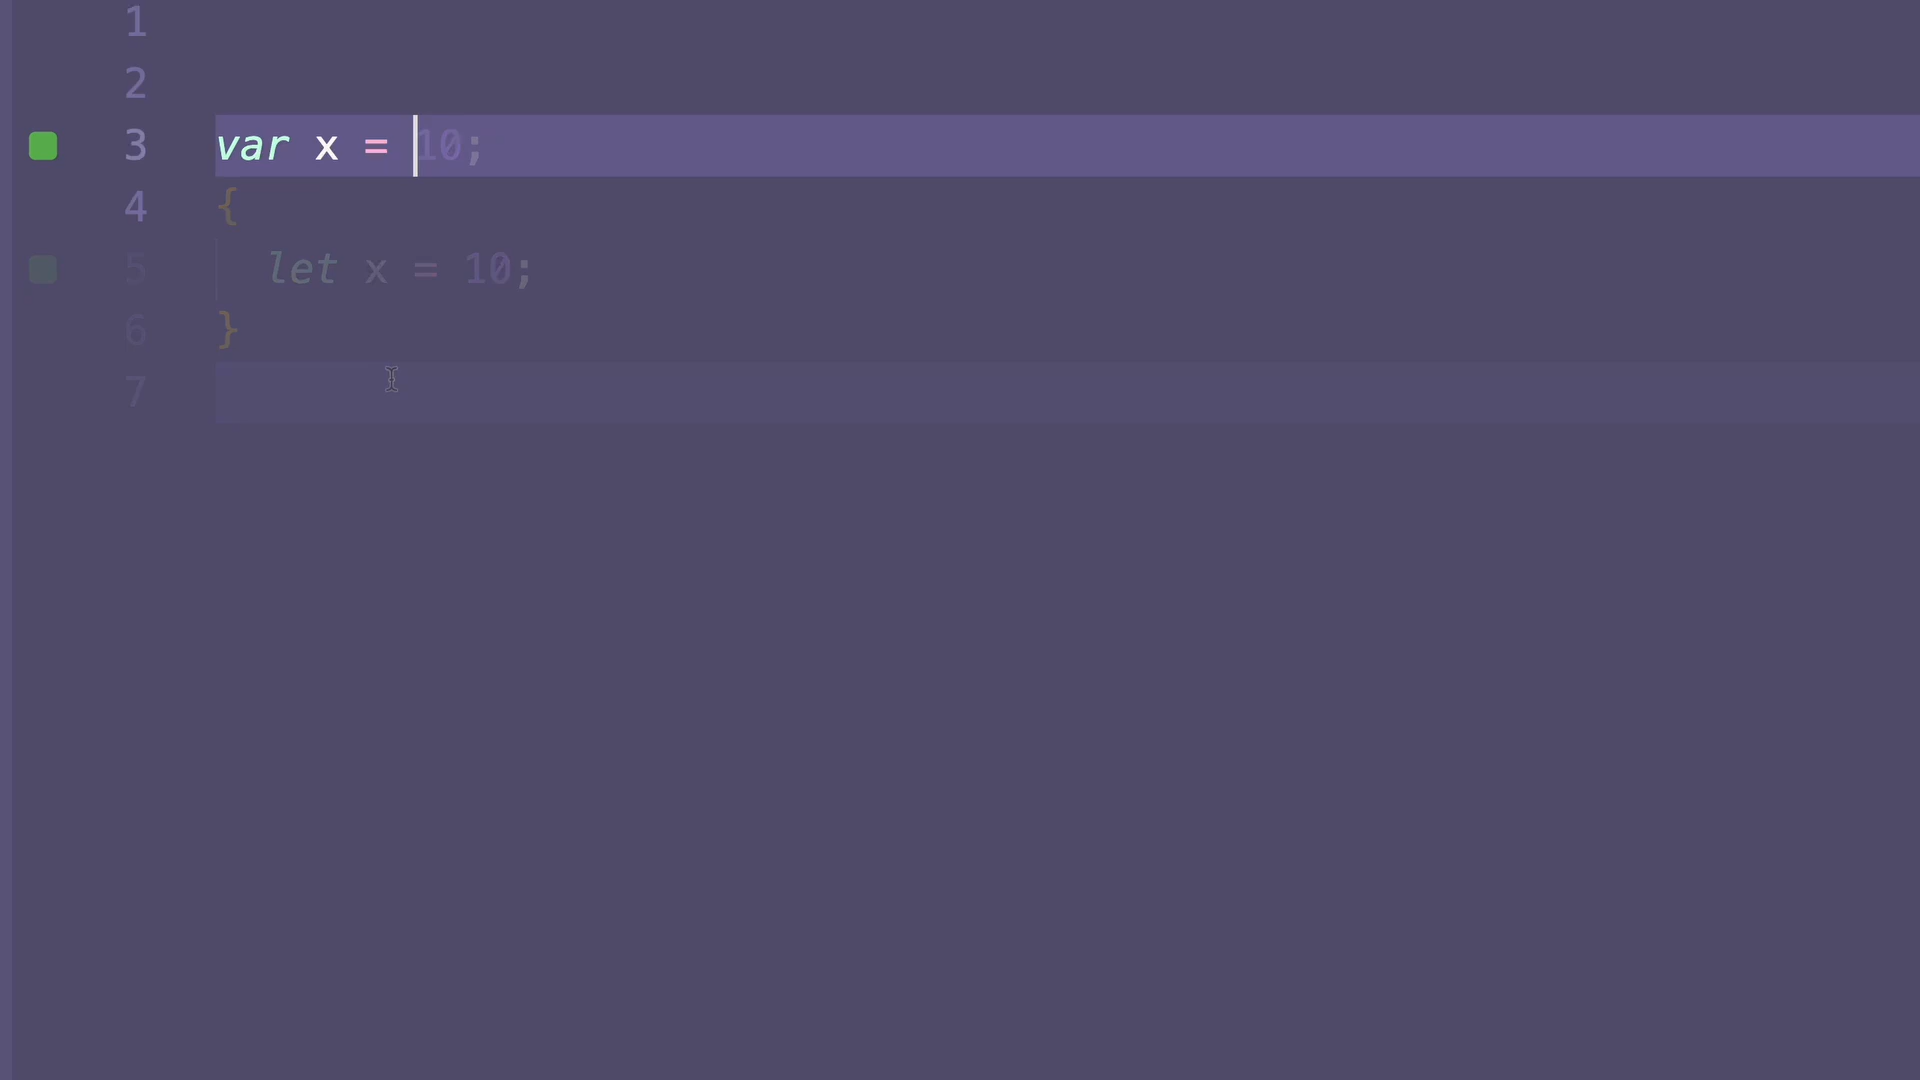 1
2
3 var x = 10;
4 {
5 let x = 10;
6 }
7